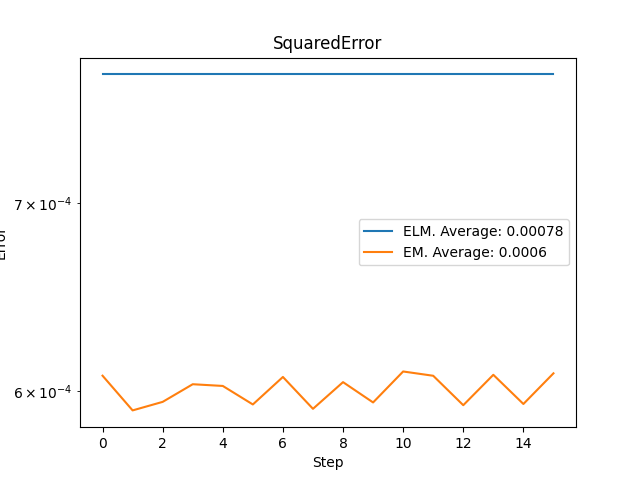 SquaredError
7 × 10⁻⁴
6 × 10⁻⁴
Error
ELM. Average: 0.00078
EM. Average: 0.0006
0 2 4 6 8 10 12 14
Step